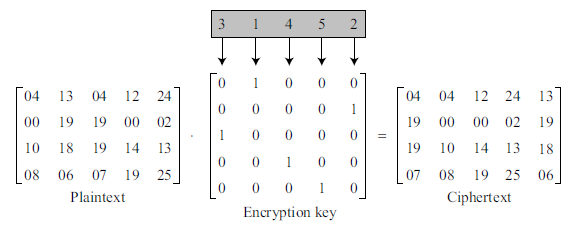 3 1 4 5 2
04 13 04 12 24
00 19 19 00 02
10 18 19 14 13
08 06 07 19 25
Plaintext
·
0 1 0 0 0
0 0 0 0 1
1 0 0 0 0
0 0 1 0 0
0 0 0 1 0
Encryption key
=
04 04 12 24 13
19 00 00 02 19
19 10 14 13 18
07 08 19 25 06
Ciphertext